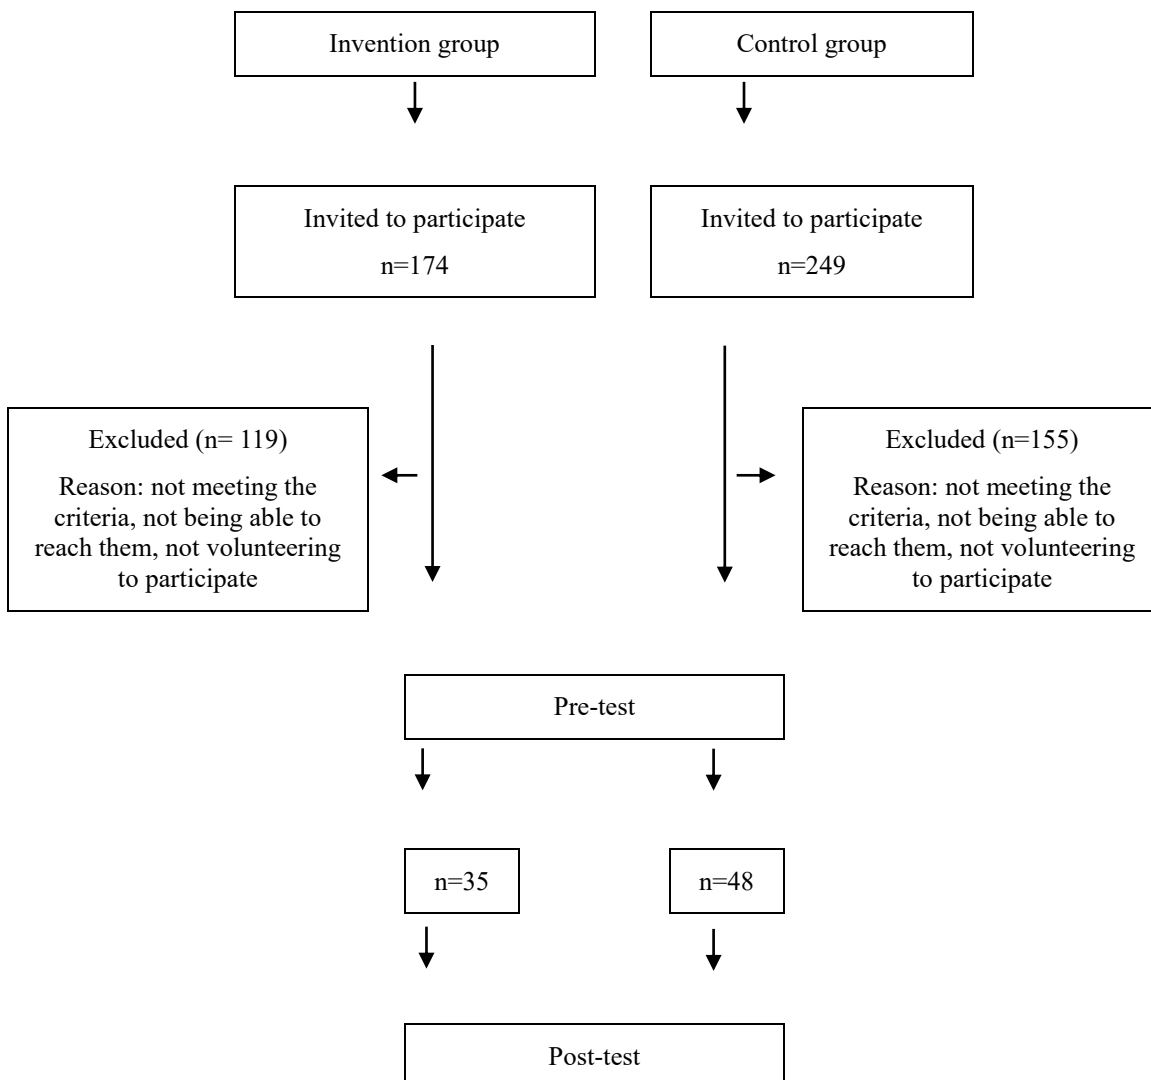 Invention group
Control group
Invited to participate
n=174
Invited to participate
n=249
Excluded (n= 119)
Reason: not meeting the
criteria, not being able to
reach them, not volunteering
to participate
Excluded (n=155)
Reason: not meeting the
criteria, not being able to
reach them, not volunteering
to participate
Pre-test
n=35
n=48
Post-test